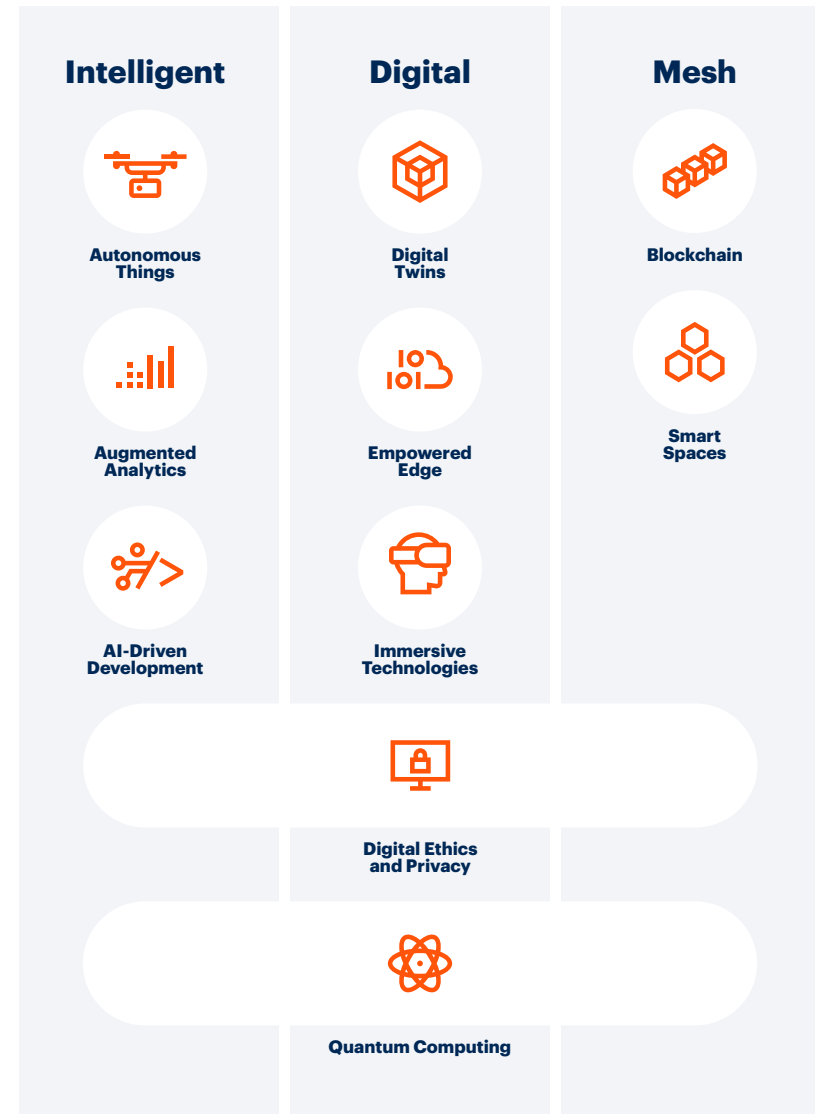 Intelligent
Digital
Mesh
Autonomous
Things
Digital
Twins
Blockchain
Augmented
Analytics
Empowered
Edge
Smart
Spaces
AI-Driven
Development
Immersive
Technologies
Digital Ethics
and Privacy
Quantum Computing